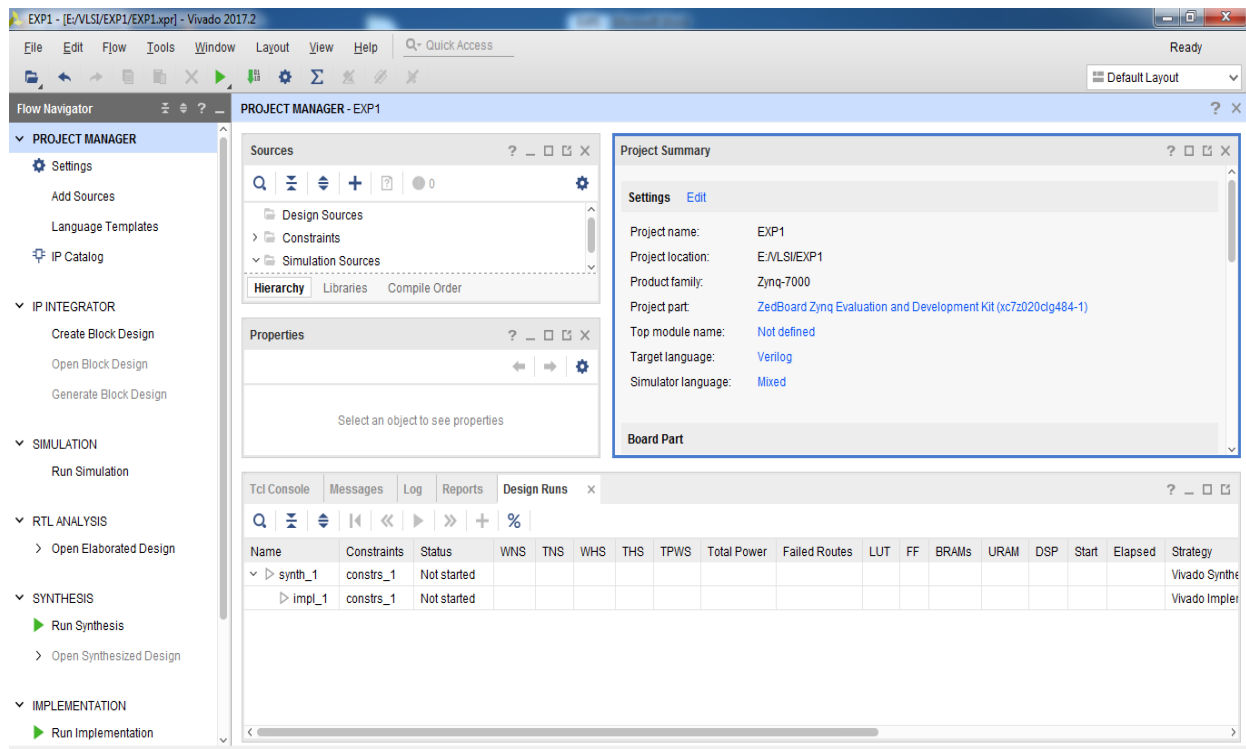 EXP1 - [E:/VLSI/EXP1/EXP1.xpr] - Vivado 2017.2
File Edit Flow Tools Window Layout View Help Quick Access Ready
Default Layout
Flow Navigator
PROJECT MANAGER
Settings
Add Sources
Language Templates
IP Catalog
IP INTEGRATOR
Create Block Design
Open Block Design
Generate Block Design
SIMULATION
Run Simulation
RTL ANALYSIS
Open Elaborated Design
SYNTHESIS
Run Synthesis
Open Synthesized Design
IMPLEMENTATION
Run Implementation
PROJECT MANAGER - EXP1
Sources
0
Design Sources
Constraints
Simulation Sources
Hierarchy Libraries Compile Order
Properties
Select an object to see properties
Project Summary
Settings Edit
Project name: EXP1
Project location: E:/VLSI/EXP1
Product family: Zynq-7000
Project part: ZedBoard Zynq Evaluation and Development Kit (xc7z020clg484-1)
Top module name: Not defined
Target language: Verilog
Simulator language: Mixed
Board Part
Tcl Console Messages Log Reports Design Runs
Name Constraints Status WNS TNS WHS THS TPWS Total Power Failed Routes LUT FF BRAMs URAM DSP Start Elapsed Strategy
synth_1 constrs_1 Not started Vivado Synthe
impl_1 constrs_1 Not started Vivado Impler